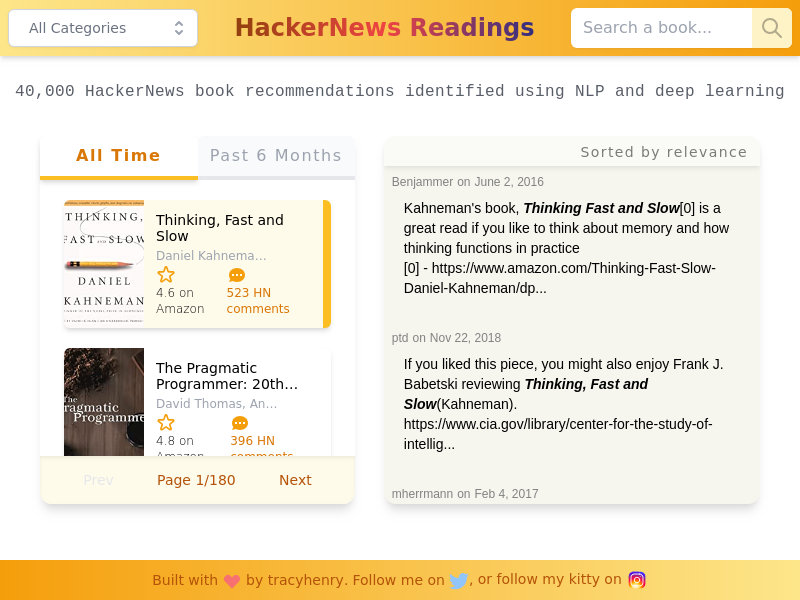 All Categories
HackerNews Readings
Search a book...
40,000 HackerNews book recommendations identified using NLP and deep learning
All Time
Past 6 Months
THINKING,
FAST AND SLOW
DANIEL
KAHNEMAN
Thinking, Fast and
Slow
Daniel Kahnema...
4.6 on
Amazon
523 HN
comments
The
Pragmatic
Programme
The Pragmatic
Programmer: 20th...
David Thomas, An...
4.8 on
Amazon
396 HN
comments
Prev
Page 1/180
Next
Sorted by relevance
Benjammer on June 2, 2016
Kahneman's book, Thinking Fast and Slow[0] is a
great read if you like to think about memory and how
thinking functions in practice
[0] - https://www.amazon.com/Thinking-Fast-Slow-
Daniel-Kahneman/dp...
ptd on Nov 22, 2018
If you liked this piece, you might also enjoy Frank J.
Babetski reviewing Thinking, Fast and
Slow(Kahneman).
https://www.cia.gov/library/center-for-the-study-of-
intellig...
mherrmann on Feb 4, 2017
Built with by tracyhenry. Follow me on , or follow my kitty on